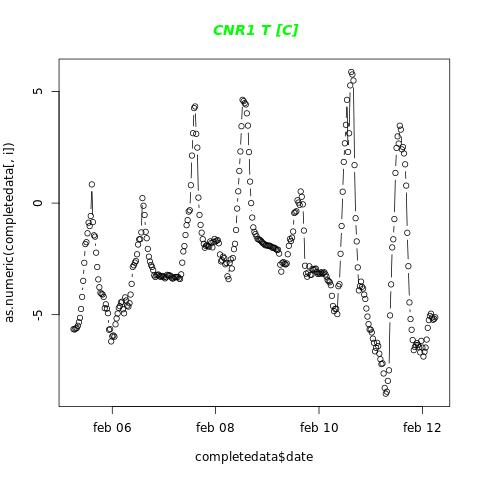 CNR1 T [C]
as.numeric(completedata[, i])
5
0
-5
feb 06
feb 08
feb 10
feb 12
completedata$date